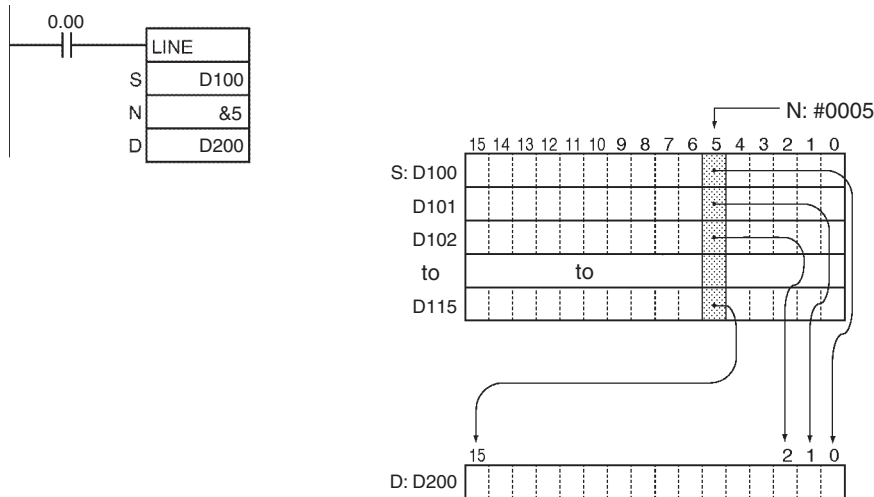 0.00
LINE
S D100
N &5
D D200
N: #0005
15 14 13 12 11 10 9 8 7 6 5 4 3 2 1 0
S: D100
D101
D102
to to
D115
15 2 1 0
D: D200